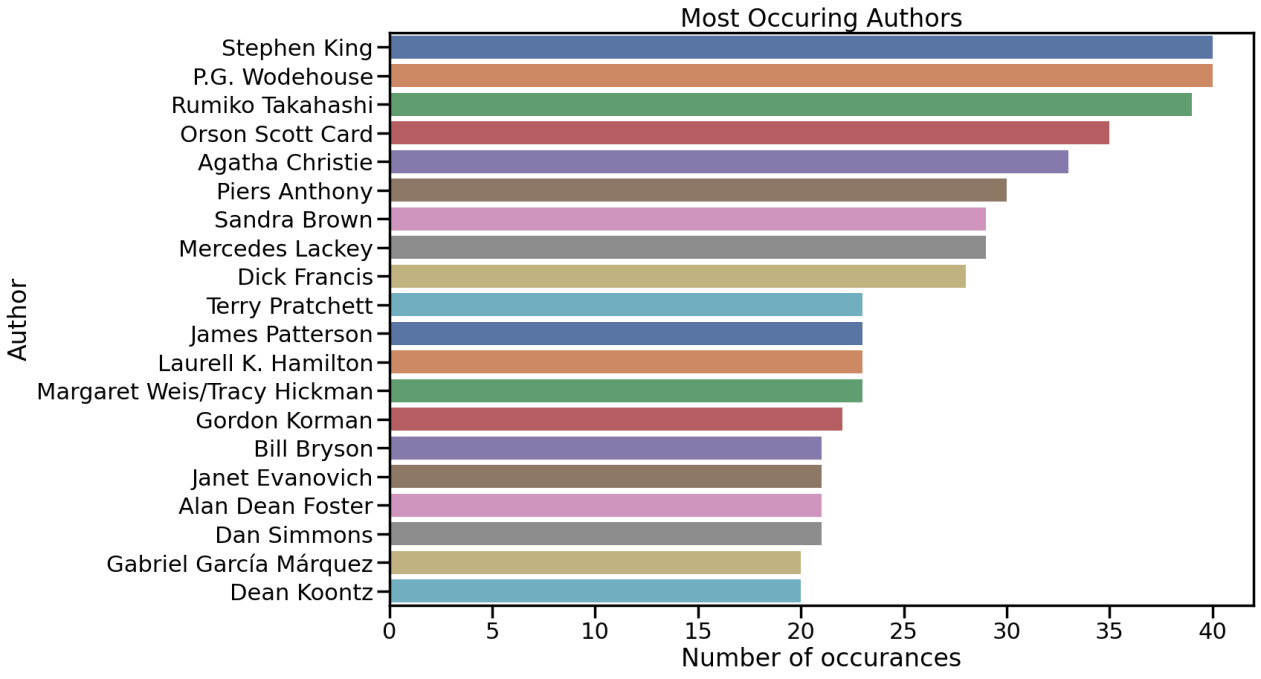 Most Occuring Authors
Stephen King
P.G. Wodehouse
Rumiko Takahashi
Orson Scott Card
Agatha Christie
Piers Anthony
Sandra Brown
Mercedes Lackey
Dick Francis
Terry Pratchett
James Patterson
Laurell K. Hamilton
Margaret Weis/Tracy Hickman
Gordon Korman
Bill Bryson
Janet Evanovich
Alan Dean Foster
Dan Simmons
Gabriel García Márquez
Dean Koontz
Author
0 5 10 15 20 25 30 35 40
Number of occurances